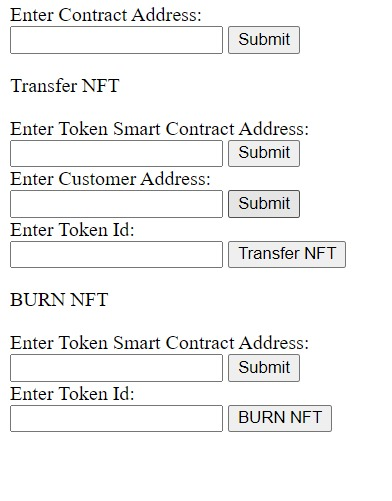 Enter Contract Address:
Submit
Transfer NFT
Enter Token Smart Contract Address:
Submit
Enter Customer Address:
Submit
Enter Token Id:
Transfer NFT
BURN NFT
Enter Token Smart Contract Address:
Submit
Enter Token Id:
BURN NFT